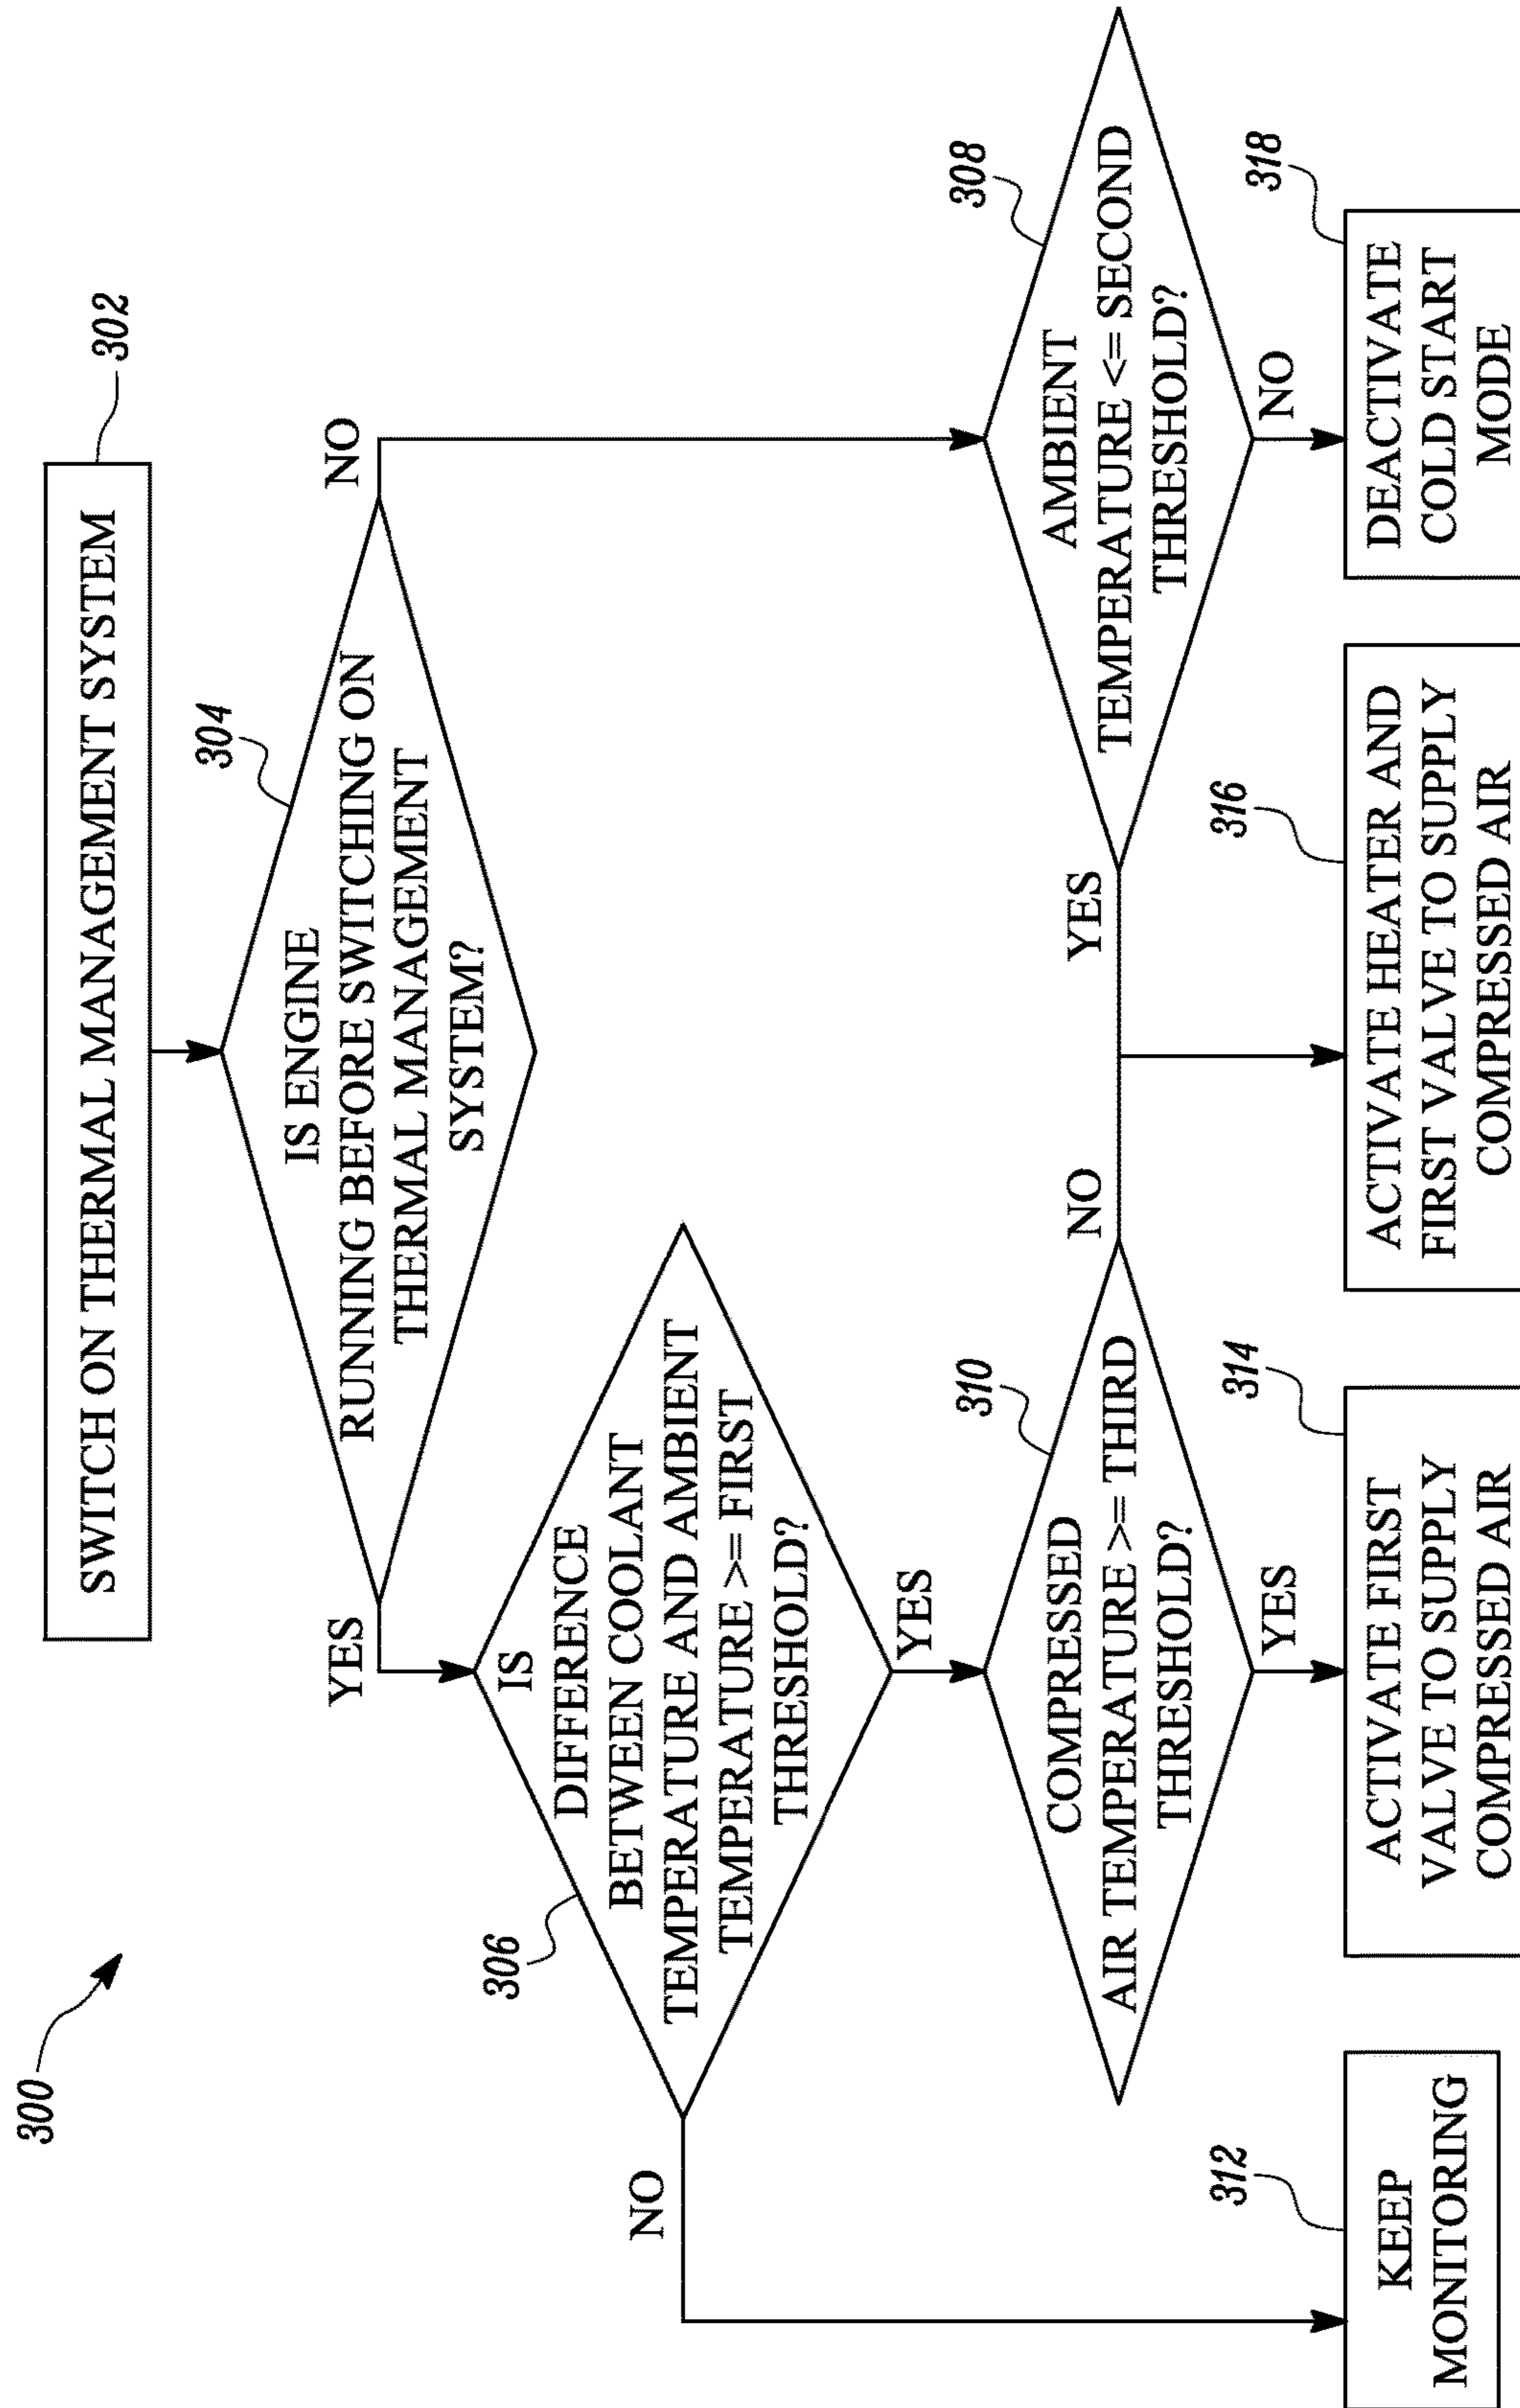 300
SWITCH ON THERMAL MANAGEMENT SYSTEM
302
304
IS ENGINE
RUNNING BEFORE SWITCHING ON
THERMAL MANAGEMENT
SYSTEM?
YES
NO
306
IS
DIFFERENCE
BETWEEN COOLANT
TEMPERATURE AND AMBIENT
TEMPERATURE >= FIRST
THRESHOLD?
NO
YES
310
COMPRESSED
AIR TEMPERATURE >= THIRD
THRESHOLD?
NO
YES
308
AMBIENT
TEMPERATURE <= SECOND
THRESHOLD?
YES
NO
312
KEEP
MONITORING
314
ACTIVATE FIRST
VALVE TO SUPPLY
COMPRESSED AIR
316
ACTIVATE HEATER AND
FIRST VALVE TO SUPPLY
COMPRESSED AIR
318
DEACTIVATE
COLD START
MODE